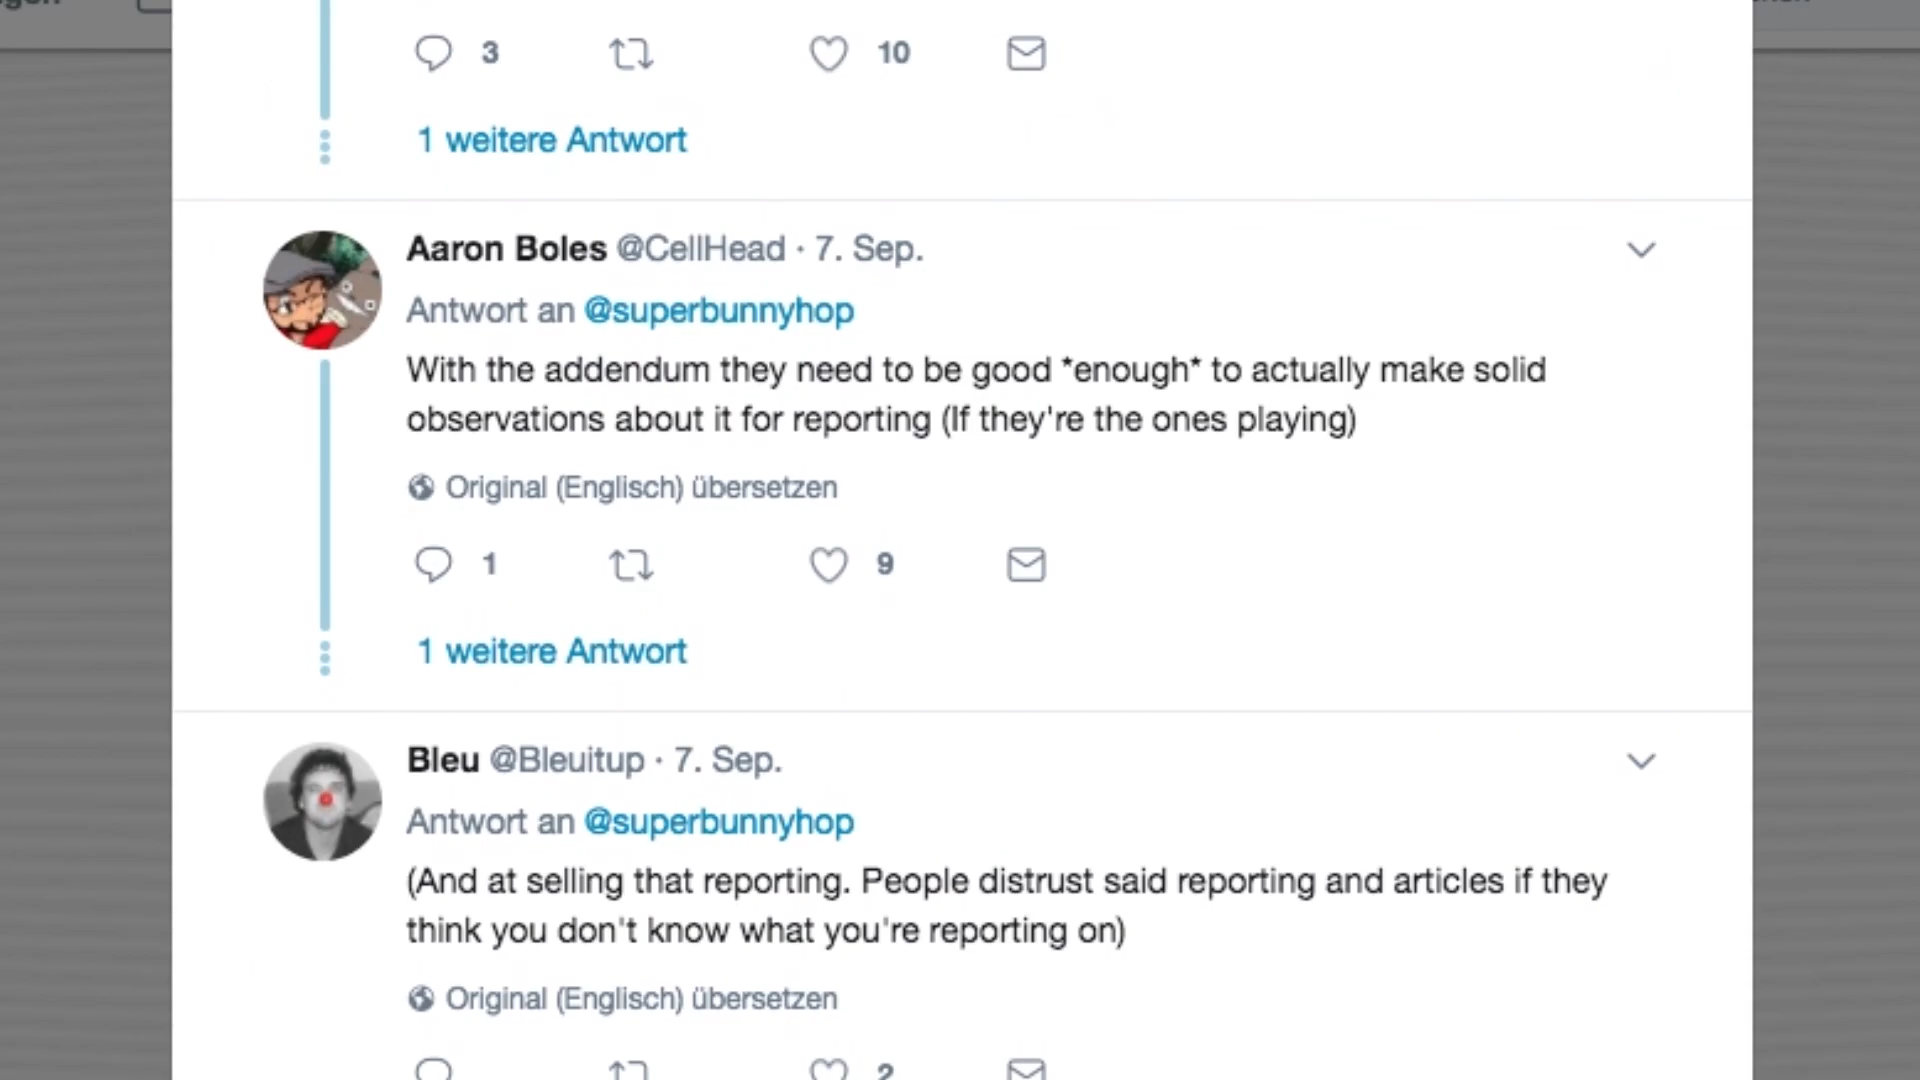 3 10
1 weitere Antwort
Aaron Boles @CellHead · 7. Sep.
Antwort an @superbunnyhop
With the addendum they need to be good *enough* to actually make solid
observations about it for reporting (If they're the ones playing)
Original (Englisch) übersetzen
1 9
1 weitere Antwort
Bleu @Bleuitup · 7. Sep.
Antwort an @superbunnyhop
(And at selling that reporting. People distrust said reporting and articles if they
think you don't know what you're reporting on)
Original (Englisch) übersetzen
2